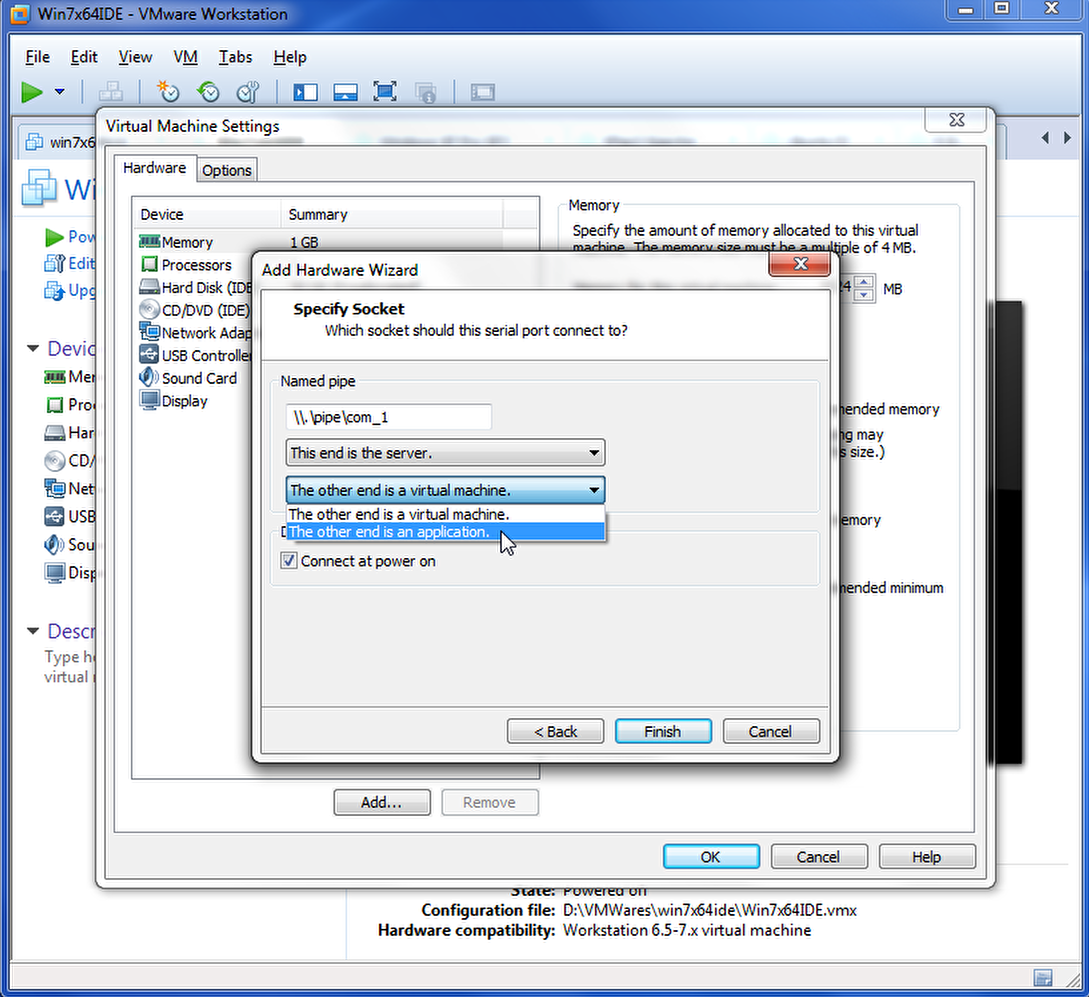 Win7x64IDE - VMware Workstation
File Edit View VM Tabs Help
win7x6
Virtual Machine Settings
Hardware Options
Device Summary
Memory 1 GB
Processors
Hard Disk (IDE
CD/DVD (IDE)
Network Adap
USB Controlle
Sound Card
Display
Memory
Specify the amount of memory allocated to this virtual
machine. The memory size must be a multiple of 4 MB.
24 MB
mended memory
ng may
s size.)
emory
mended minimum
Wi
Pow
Edit
Upg
Devic
Mem
Proc
Har
CD/
Net
USB
Sou
Disp
Descr
Type he
virtual
Add Hardware Wizard
Specify Socket
Which socket should this serial port connect to?
Named pipe
\\.\pipe\com_1
This end is the server.
The other end is a virtual machine.
The other end is a virtual machine.
The other end is an application.
Connect at power on
< Back Finish Cancel
Add... Remove
OK Cancel Help
State: Powered off
Configuration file: D:\VMWares\win7x64ide\Win7x64IDE.vmx
Hardware compatibility: Workstation 6.5-7.x virtual machine